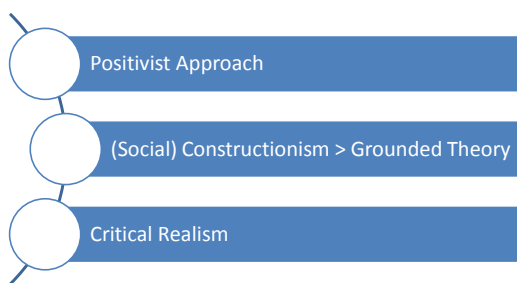 Positivist Approach
(Social) Constructionism > Grounded Theory
Critical Realism